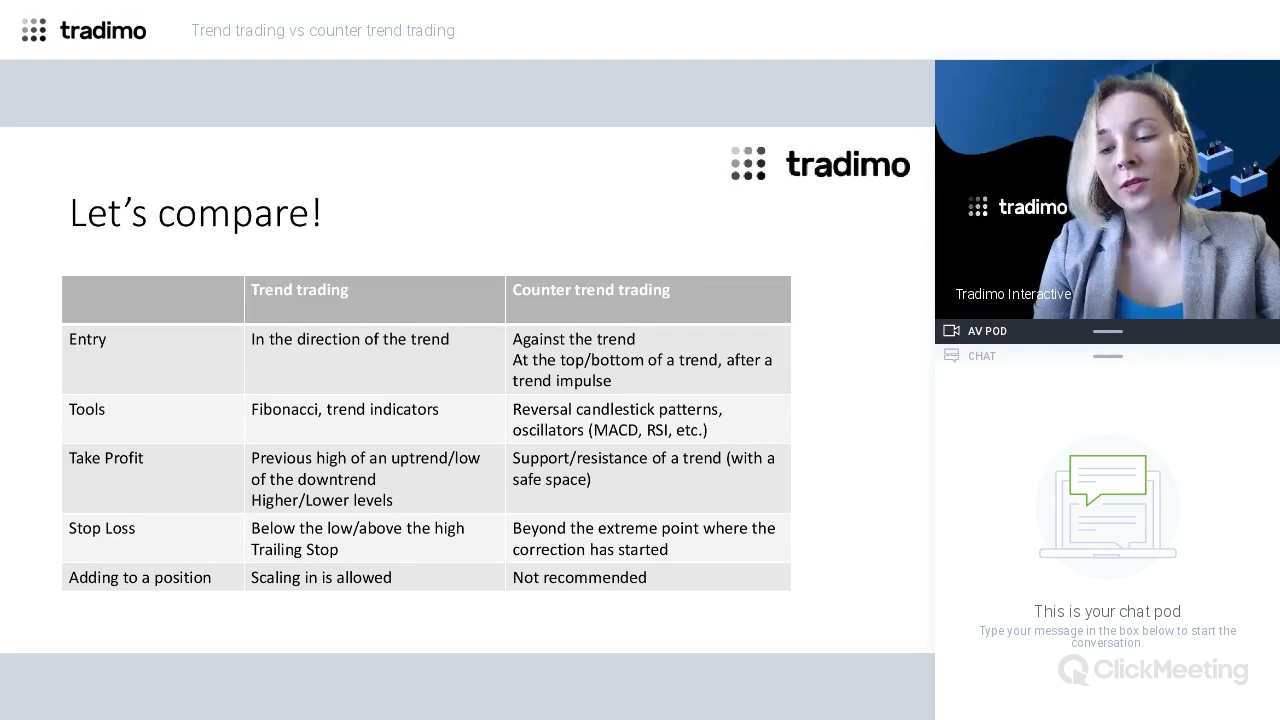 tradimo
Trend trading vs counter trend trading
tradimo
Let's compare!
Trend trading
Counter trend trading
Entry
In the direction of the trend
Against the trend
At the top/bottom of a trend, after a
trend impulse
Tools
Fibonacci, trend indicators
Reversal candlestick patterns,
oscillators (MACD, RSI, etc.)
Take Profit
Previous high of an uptrend/low
of the downtrend
Higher/Lower levels
Support/resistance of a trend (with a
safe space)
Stop Loss
Below the low/above the high
Trailing Stop
Beyond the extreme point where the
correction has started
Adding to a position
Scaling in is allowed
Not recommended
tradimo
Tradimo Interactive
AV POD
CHAT
This is your chat pod
Type your message in the box below to start the
conversation.
ClickMeeting